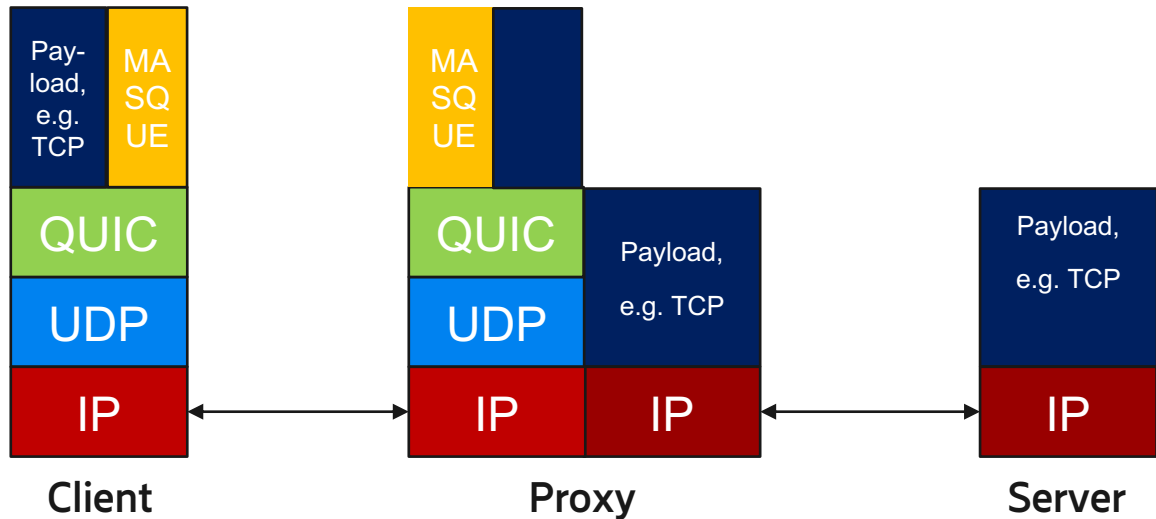 Pay-
load,
e.g.
TCP
MA
SQ
UE
QUIC
UDP
IP
Client
MA
SQ
UE
QUIC
UDP
IP
Payload,
e.g. TCP
IP
Proxy
Payload,
e.g. TCP
IP
Server